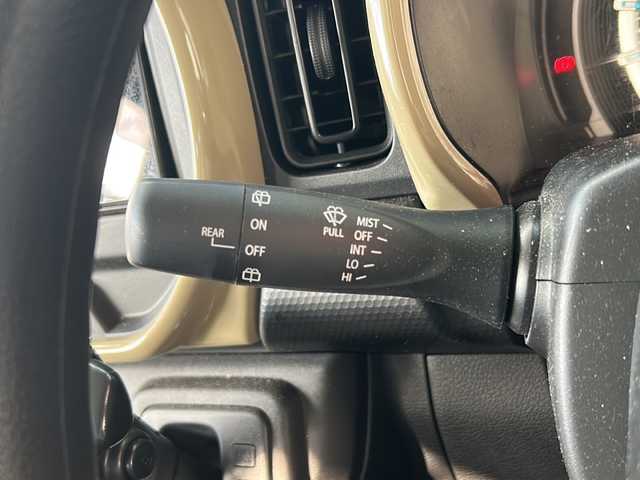 REAR
ON
OFF
PULL
MIST
OFF
INT
LO
HI